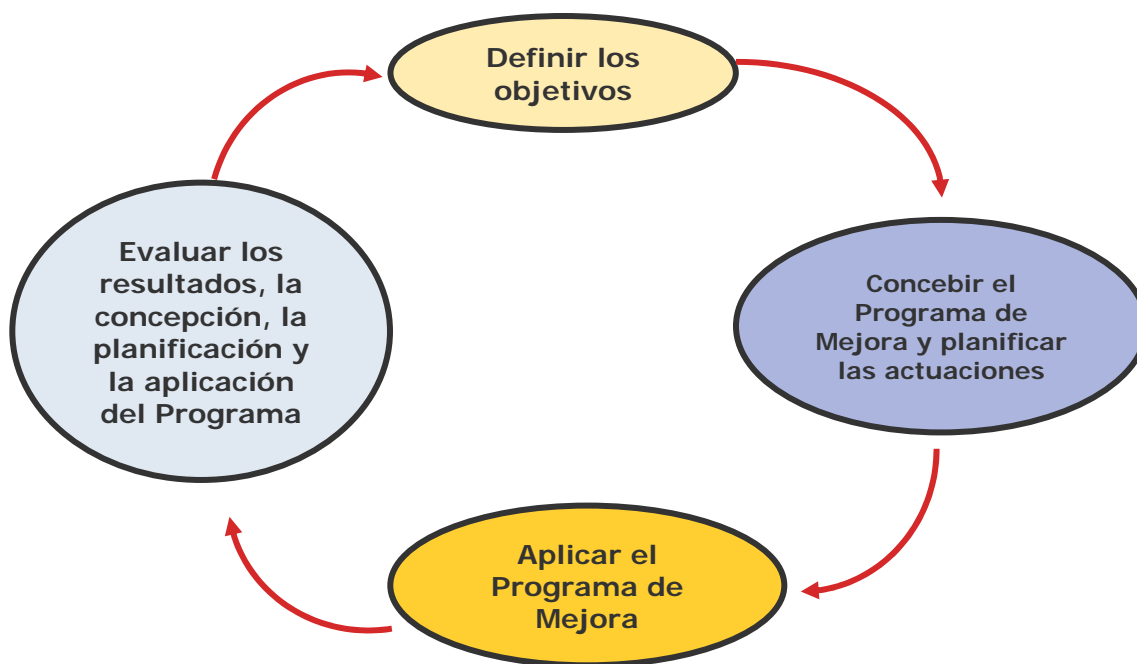 Definir los
objetivos
Concebir el
Programa de
Mejora y planificar
las actuaciones
Aplicar el
Programa de
Mejora
Evaluar los
resultados, la
concepción, la
planificación y
la aplicación
del Programa